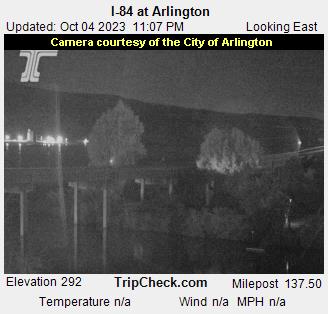 I-84 at Arlington
Updated: Oct 04 2023 11:07 PM Looking East
Camera courtesy of the City of Arlington
Elevation 292 TripCheck.com Milepost 137.50
Temperature n/a Wind n/a MPH n/a